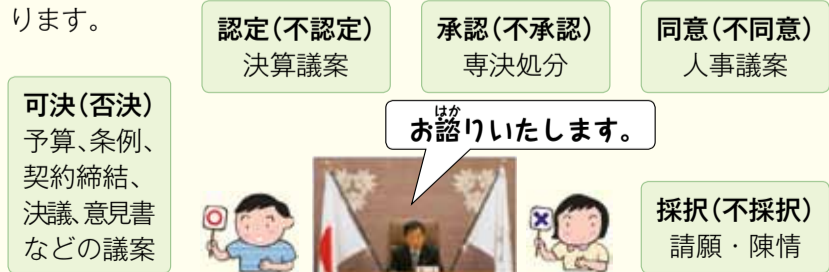 ります。
認定(不認定)
決算議案
承認(不承認)
専決処分
同意(不同意)
人事議案
可決(否決)
予算、条例、
契約締結、
決議、意見書
などの議案
はか
お諮りいたします。
採択(不採択)
請願・陳情